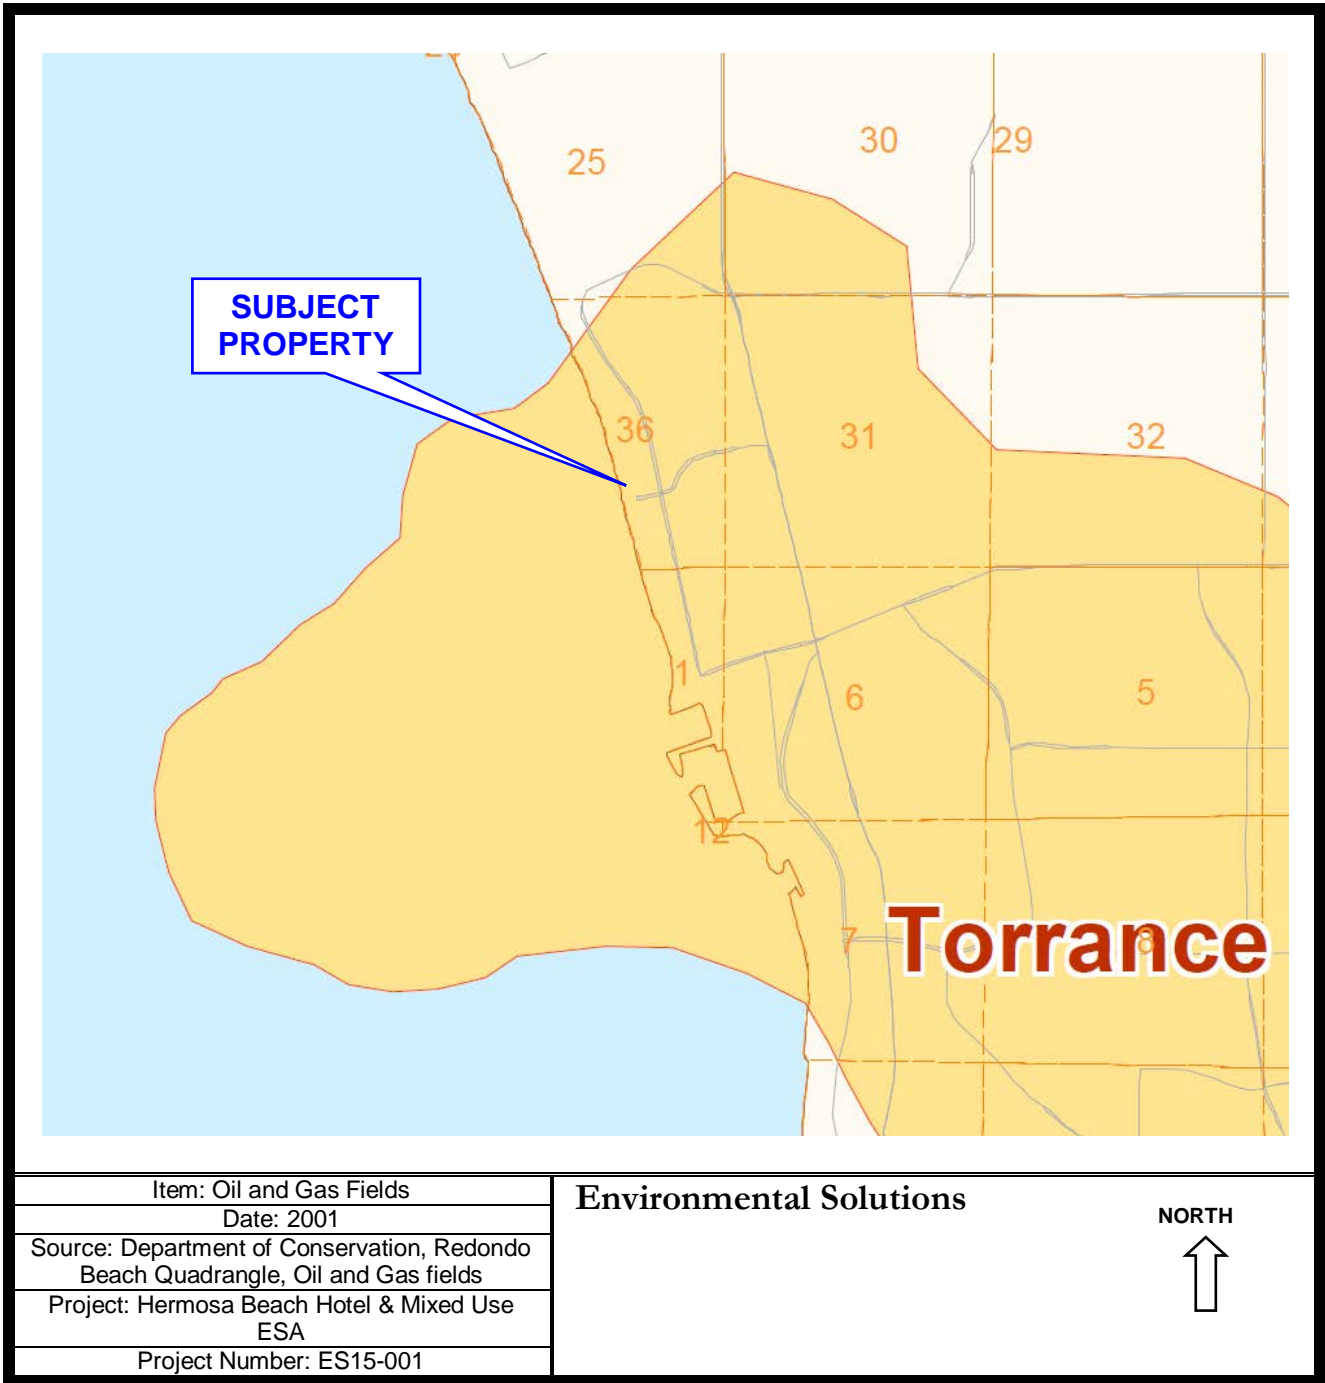 25
30
29
SUBJECT
PROPERTY
36
31
32
1
6
5
12
7
8
Torrance
Item: Oil and Gas Fields
Date: 2001
Source: Department of Conservation, Redondo
Beach Quadrangle, Oil and Gas fields
Project: Hermosa Beach Hotel & Mixed Use
ESA
Project Number: ES15-001
Environmental Solutions
NORTH